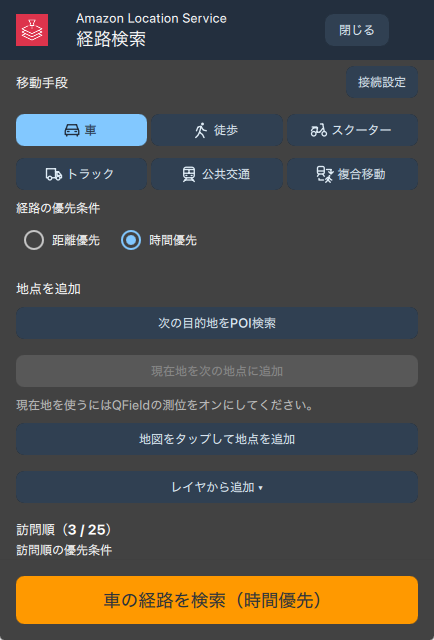 Amazon Location Service
経路検索
閉じる
移動手段
接続設定
車
徒歩
スクーター
トラック
公共交通
複合移動
経路の優先条件
距離優先
時間優先
地点を追加
次の目的地をPOI検索
現在地を次の地点に追加
現在地を使うにはQFieldの測位をオンにしてください。
地図をタップして地点を追加
レイヤから追加 ▾
訪問順（3 / 25）
訪問順の優先条件
車の経路を検索（時間優先）